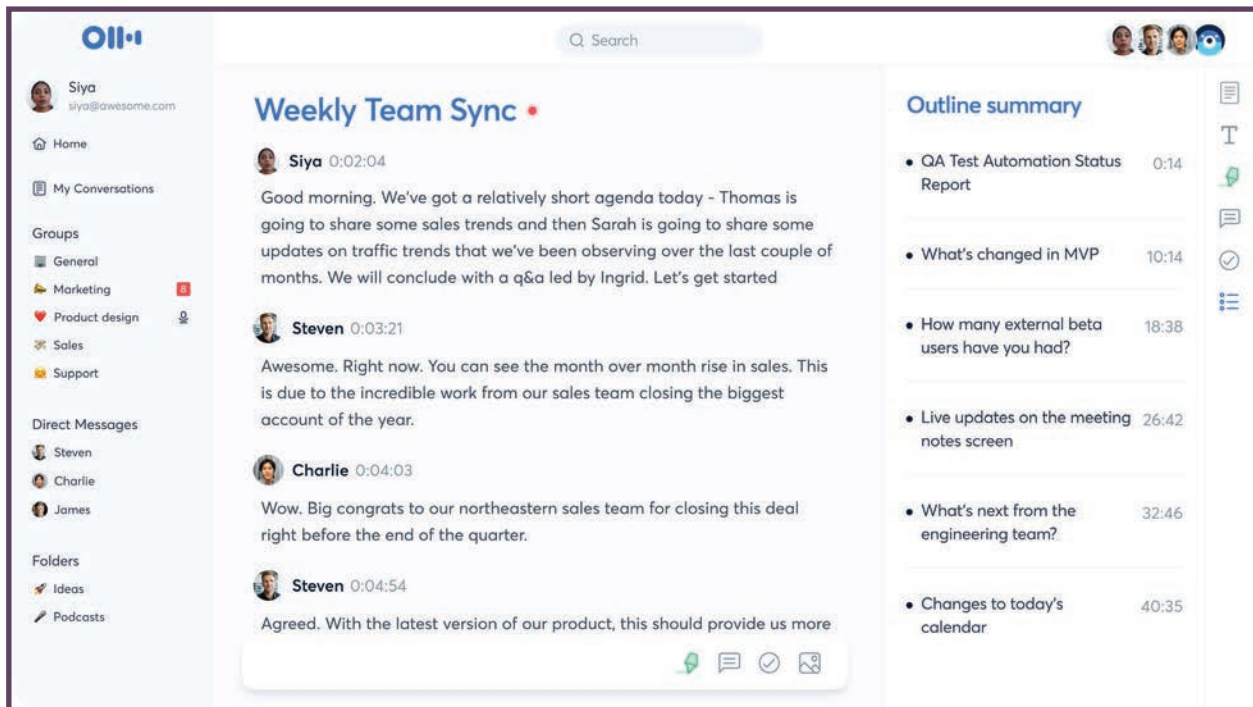 Search
Siya
siya@awesome.com
Home
My Conversations
Groups
General
Marketing
8
Product design
Sales
Support
Direct Messages
Steven
Charlie
James
Folders
Ideas
Podcasts
Weekly Team Sync
Siya 0:02:04
Good morning. We've got a relatively short agenda today - Thomas is
going to share some sales trends and then Sarah is going to share some
updates on traffic trends that we've been observing over the last couple of
months. We will conclude with a q&a led by Ingrid. Let's get started
Steven 0:03:21
Awesome. Right now. You can see the month over month rise in sales. This
is due to the incredible work from our sales team closing the biggest
account of the year.
Charlie 0:04:03
Wow. Big congrats to our northeastern sales team for closing this deal
right before the end of the quarter.
Steven 0:04:54
Agreed. With the latest version of our product, this should provide us more
Outline summary
QA Test Automation Status 0:14
Report
What's changed in MVP 10:14
How many external beta 18:38
users have you had?
Live updates on the meeting 26:42
notes screen
What's next from the 32:46
engineering team?
Changes to today's 40:35
calendar
T